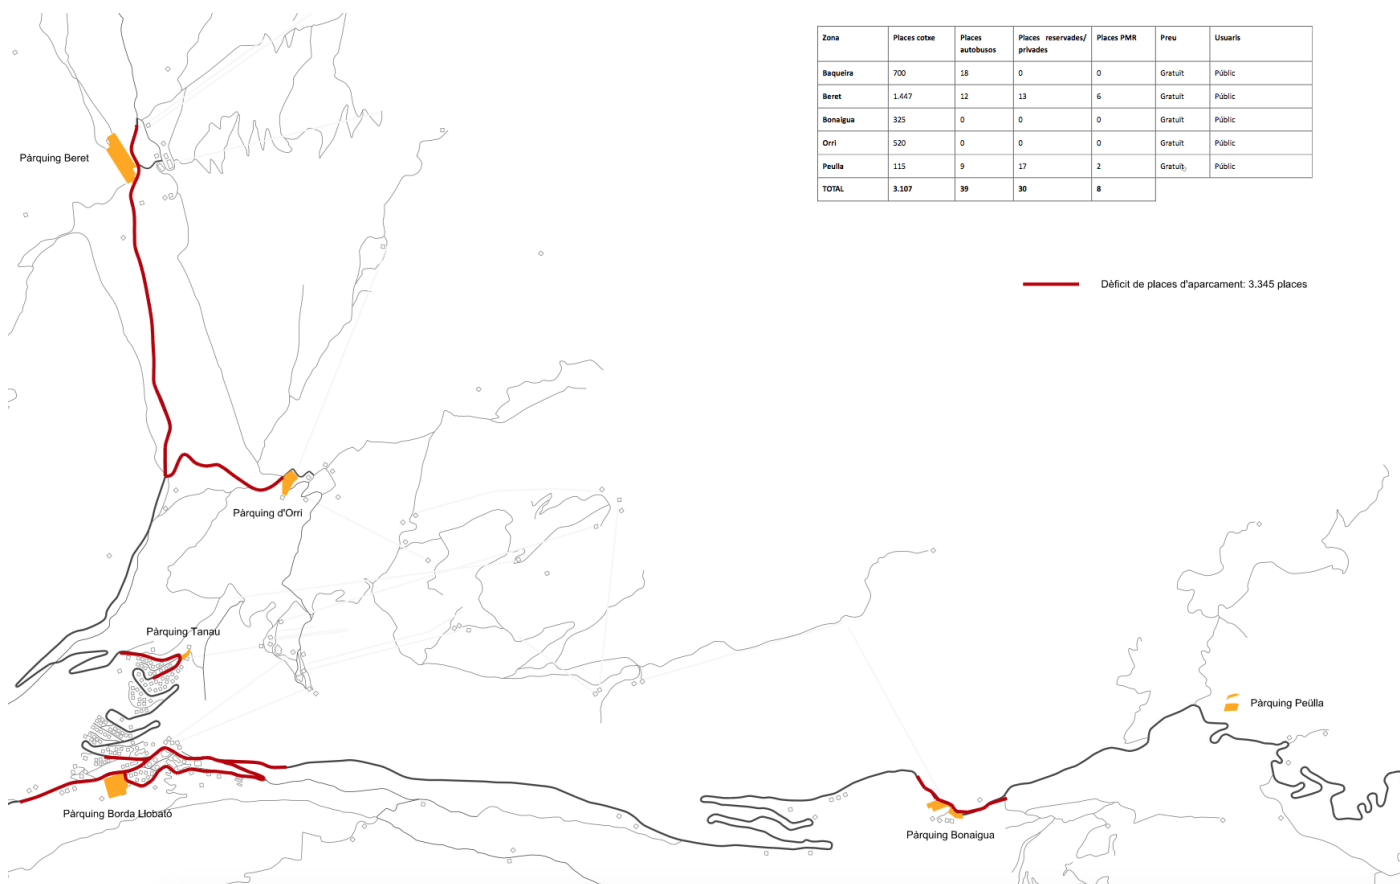 Zona Places cotxe Places autobusos Places reservades/ privades Places PMR Preu Usuaris
Baqueira 700 18 0 0 Gratuït Públic
Beret 1.447 12 13 6 Gratuït Públic
Bonaigua 325 0 0 0 Gratuït Públic
Orri 520 0 0 0 Gratuït Públic
Peulla 115 9 17 2 Gratuït Públic
TOTAL 3.107 39 30 8
Pàrquing Beret
Dèficit de places d'aparcament: 3.345 places
Pàrquing d'Orri
Pàrquing Tanau
Pàrquing Peülla
Pàrquing Borda Llobató
Pàrquing Bonaigua